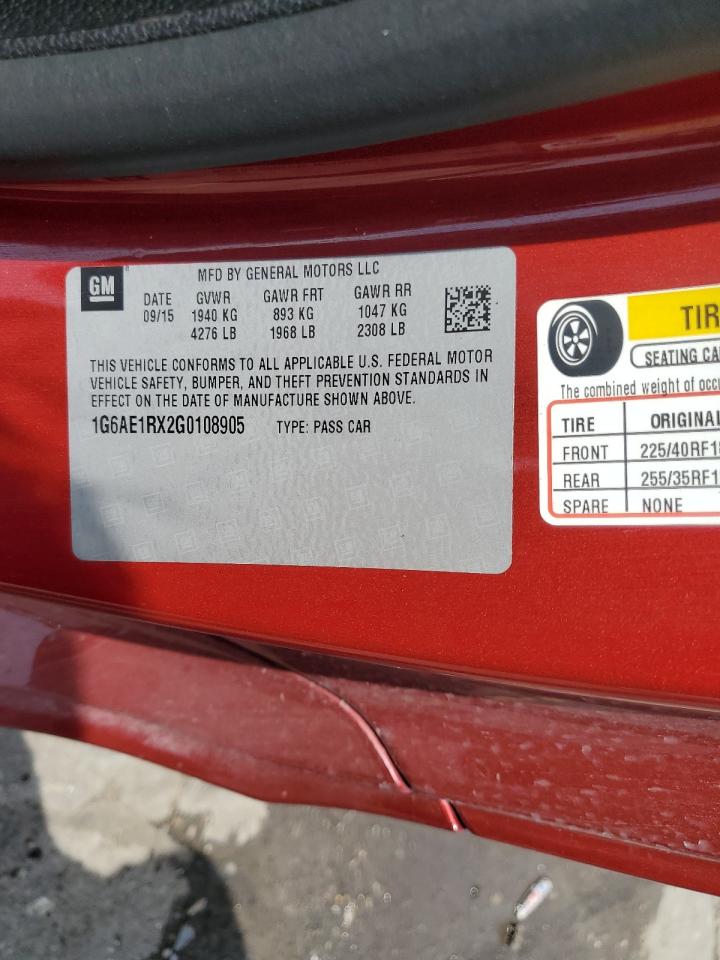 GM
MFD BY GENERAL MOTORS LLC
DATE GVWR GAWR FRT GAWR RR
09/15 1940 KG 893 KG 1047 KG
4276 LB 1968 LB 2308 LB
THIS VEHICLE CONFORMS TO ALL APPLICABLE U.S. FEDERAL MOTOR
VEHICLE SAFETY, BUMPER, AND THEFT PREVENTION STANDARDS IN
EFFECT ON THE DATE OF MANUFACTURE SHOWN ABOVE.
1G6AE1RX2G0108905 TYPE: PASS CAR
TIR
SEATING CA
The combined weight of occ
TIRE ORIGINAL
FRONT 225/40RF18
REAR 255/35RF1
SPARE NONE